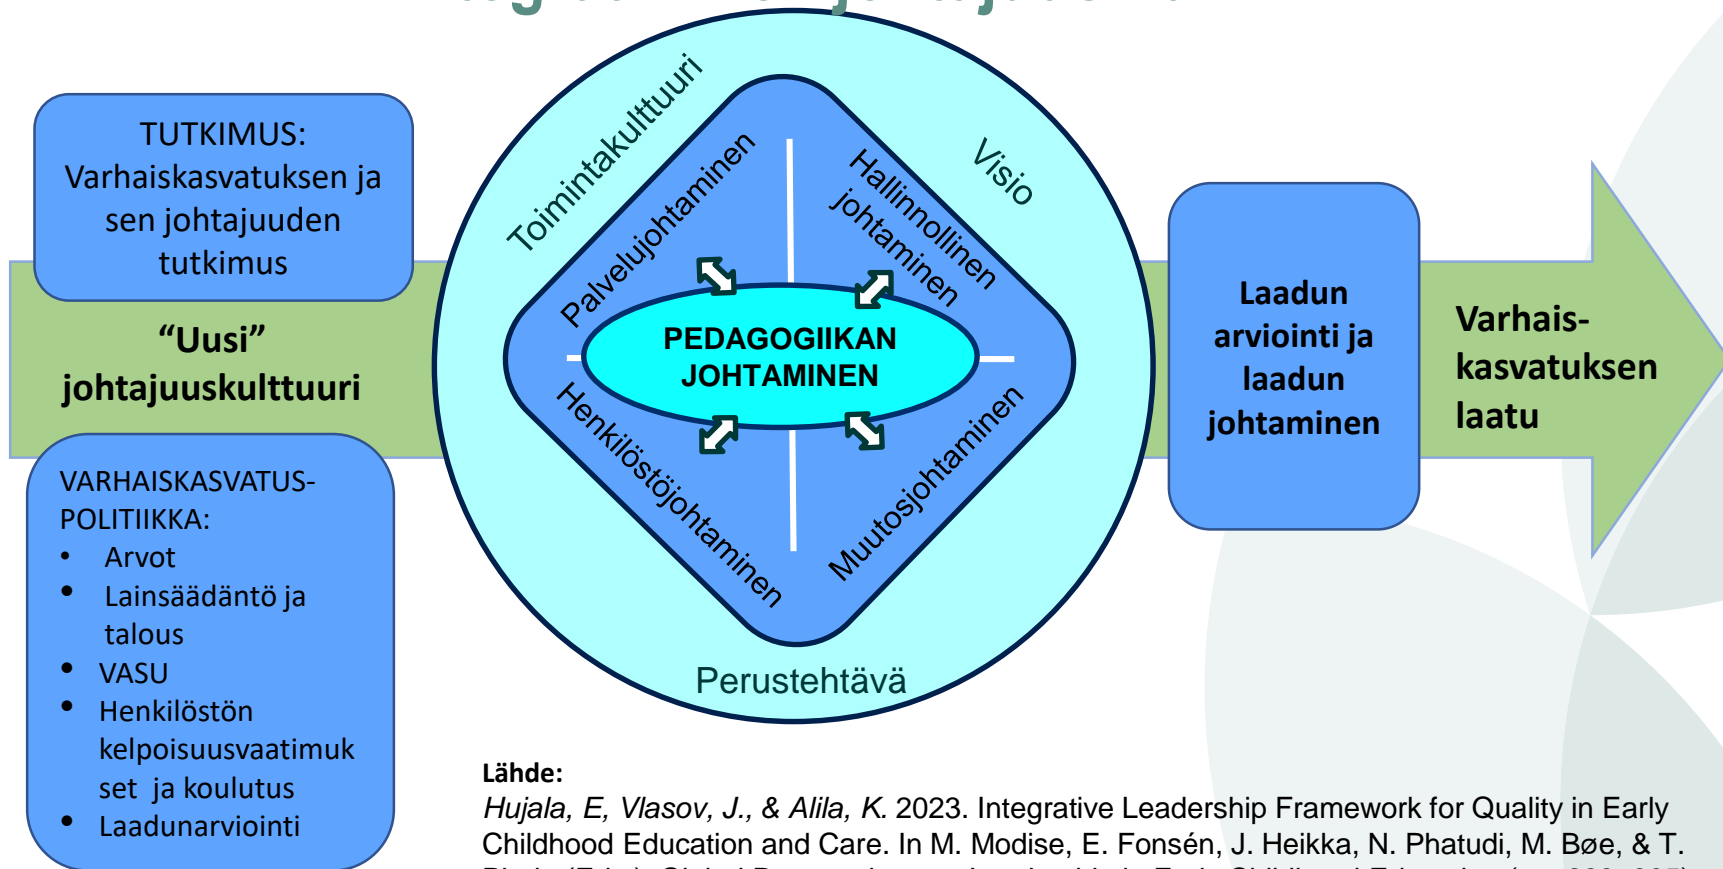 TUTKIMUS:
Varhaiskasvatuksen ja
sen johtajuuden
tutkimus
“Uusi”
johtajuuskulttuuri
VARHAISKASVATUS-
POLITIIKKA:
• Arvot
• Lainsäädäntö ja
talous
• VASU
• Henkilöstön
kelpoisuusvaatimuk
set ja koulutus
• Laadunarviointi
Toimintakulttuuri
Visio
Perustehtävä
Palvelujohtaminen
Hallinnollinen
johtaminen
PEDAGOGIIKAN
JOHTAMINEN
Henkilöstöjohtaminen
Muutosjohtaminen
Laadun
arviointi ja
laadun
johtaminen
Varhais-
kasvatuksen
laatu
Lähde:
Hujala, E, Vlasov, J., & Alila, K. 2023. Integrative Leadership Framework for Quality in Early
Childhood Education and Care. In M. Modise, E. Fonsén, J. Heikka, N. Phatudi, M. Bøe, & T.